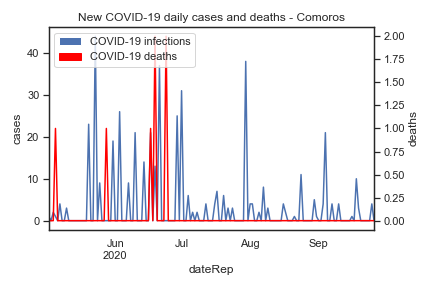 New COVID-19 daily cases and deaths - Comoros
COVID-19 infections
COVID-19 deaths
cases
40
30
20
10
0
deaths
2.00
1.75
1.50
1.25
1.00
0.75
0.50
0.25
0.00
Jun
2020
Jul
Aug
Sep
dateRep